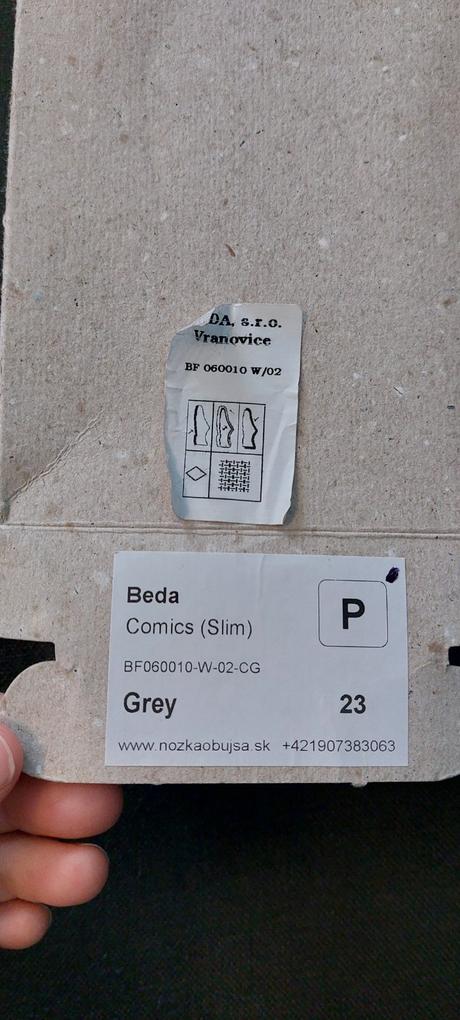 DA, s.r.o.
Vranovice
BF 060010 W/02
Beda
P
Comics (Slim)
BF060010-W-02-CG
Grey 23
www.nozkaobujsa.sk +421907383063